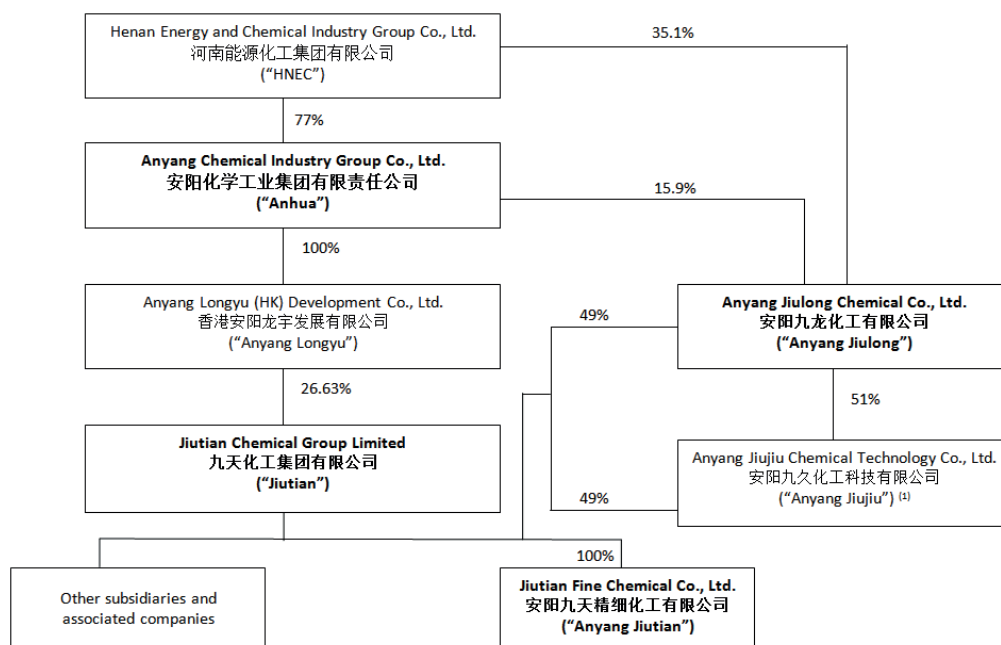 Henan Energy and Chemical Industry Group Co., Ltd.
河南能源化工集团有限公司
(“HNEC”)
35.1%
77%
Anyang Chemical Industry Group Co., Ltd.
安阳化学工业集团有限责任公司
(“Anhua”)
15.9%
100%
Anyang Longyu (HK) Development Co., Ltd.
香港安阳龙宇发展有限公司
(“Anyang Longyu”)
49%
Anyang Jiulong Chemical Co., Ltd.
安阳九龙化工有限公司
(“Anyang Jiulong”)
26.63%
51%
Jiutian Chemical Group Limited
九天化工集团有限公司
(“Jiutian”)
49%
Anyang Jiujiu Chemical Technology Co., Ltd.
安阳九久化工科技有限公司
(“Anyang Jiujiu”) (1)
100%
Other subsidiaries and
associated companies
Jiutian Fine Chemical Co., Ltd.
安阳九天精细化工有限公司
(“Anyang Jiutian”)